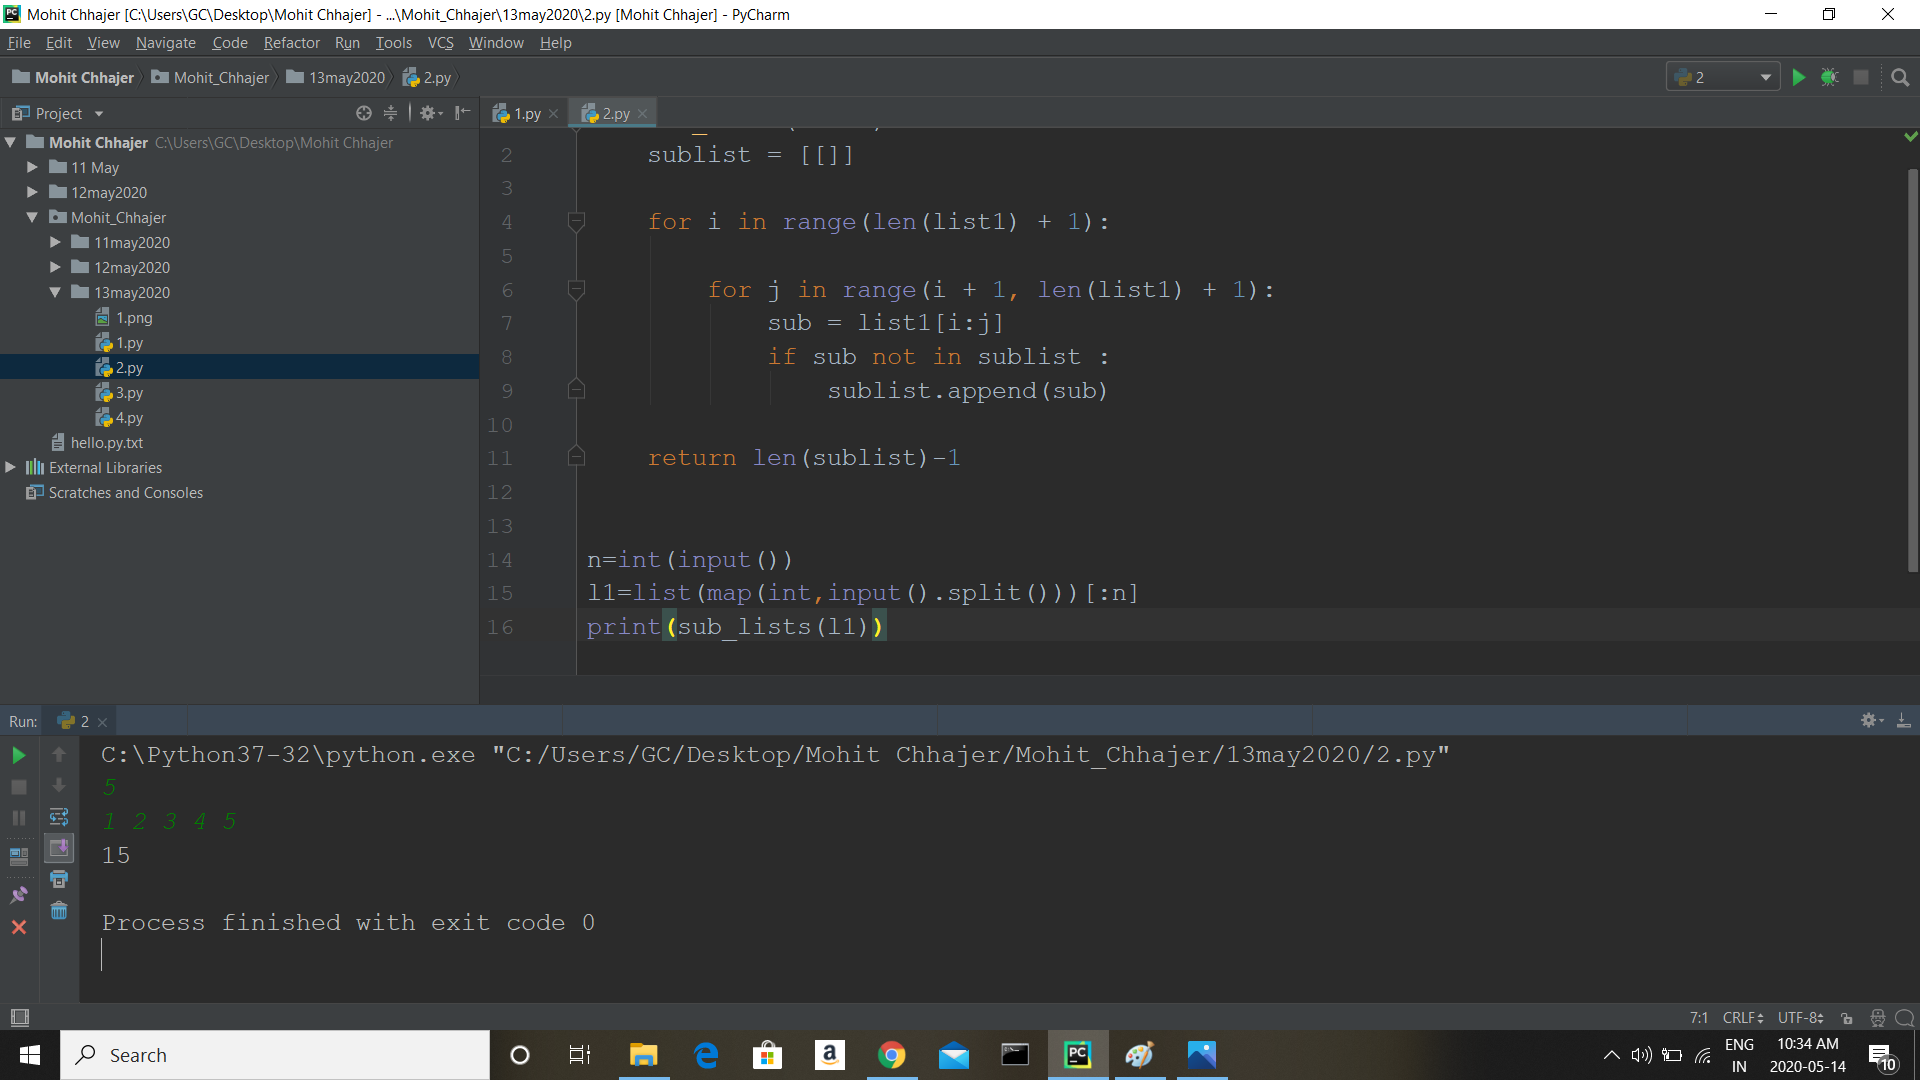 Mohit Chhajer [C:\Users\GC\Desktop\Mohit Chhajer] - ...\Mohit_Chhajer\13may2020\2.py [Mohit Chhajer] - PyCharm
File Edit View Navigate Code Refactor Run Tools VCS Window Help
Mohit Chhajer Mohit_Chhajer 13may2020 2.py
2
Project
1.py 2.py
Mohit Chhajer C:\Users\GC\Desktop\Mohit Chhajer
11 May
12may2020
Mohit_Chhajer
11may2020
12may2020
13may2020
1.png
1.py
2.py
3.py
4.py
hello.py.txt
External Libraries
Scratches and Consoles
2 sublist = [[]]
3
4 for i in range(len(list1) + 1):
5
6 for j in range(i + 1, len(list1) + 1):
7 sub = list1[i:j]
8 if sub not in sublist :
9 sublist.append(sub)
10
11 return len(sublist)-1
12
13
14 n=int(input())
15 l1=list(map(int,input().split()))[:n]
16 print(sub_lists(l1))
Run: 2
C:\Python37-32\python.exe "C:/Users/GC/Desktop/Mohit Chhajer/Mohit_Chhajer/13may2020/2.py"
5
1 2 3 4 5
15
Process finished with exit code 0
7:1 CRLF UTF-8
Search
ENG
IN
10:34 AM
2020-05-14
10